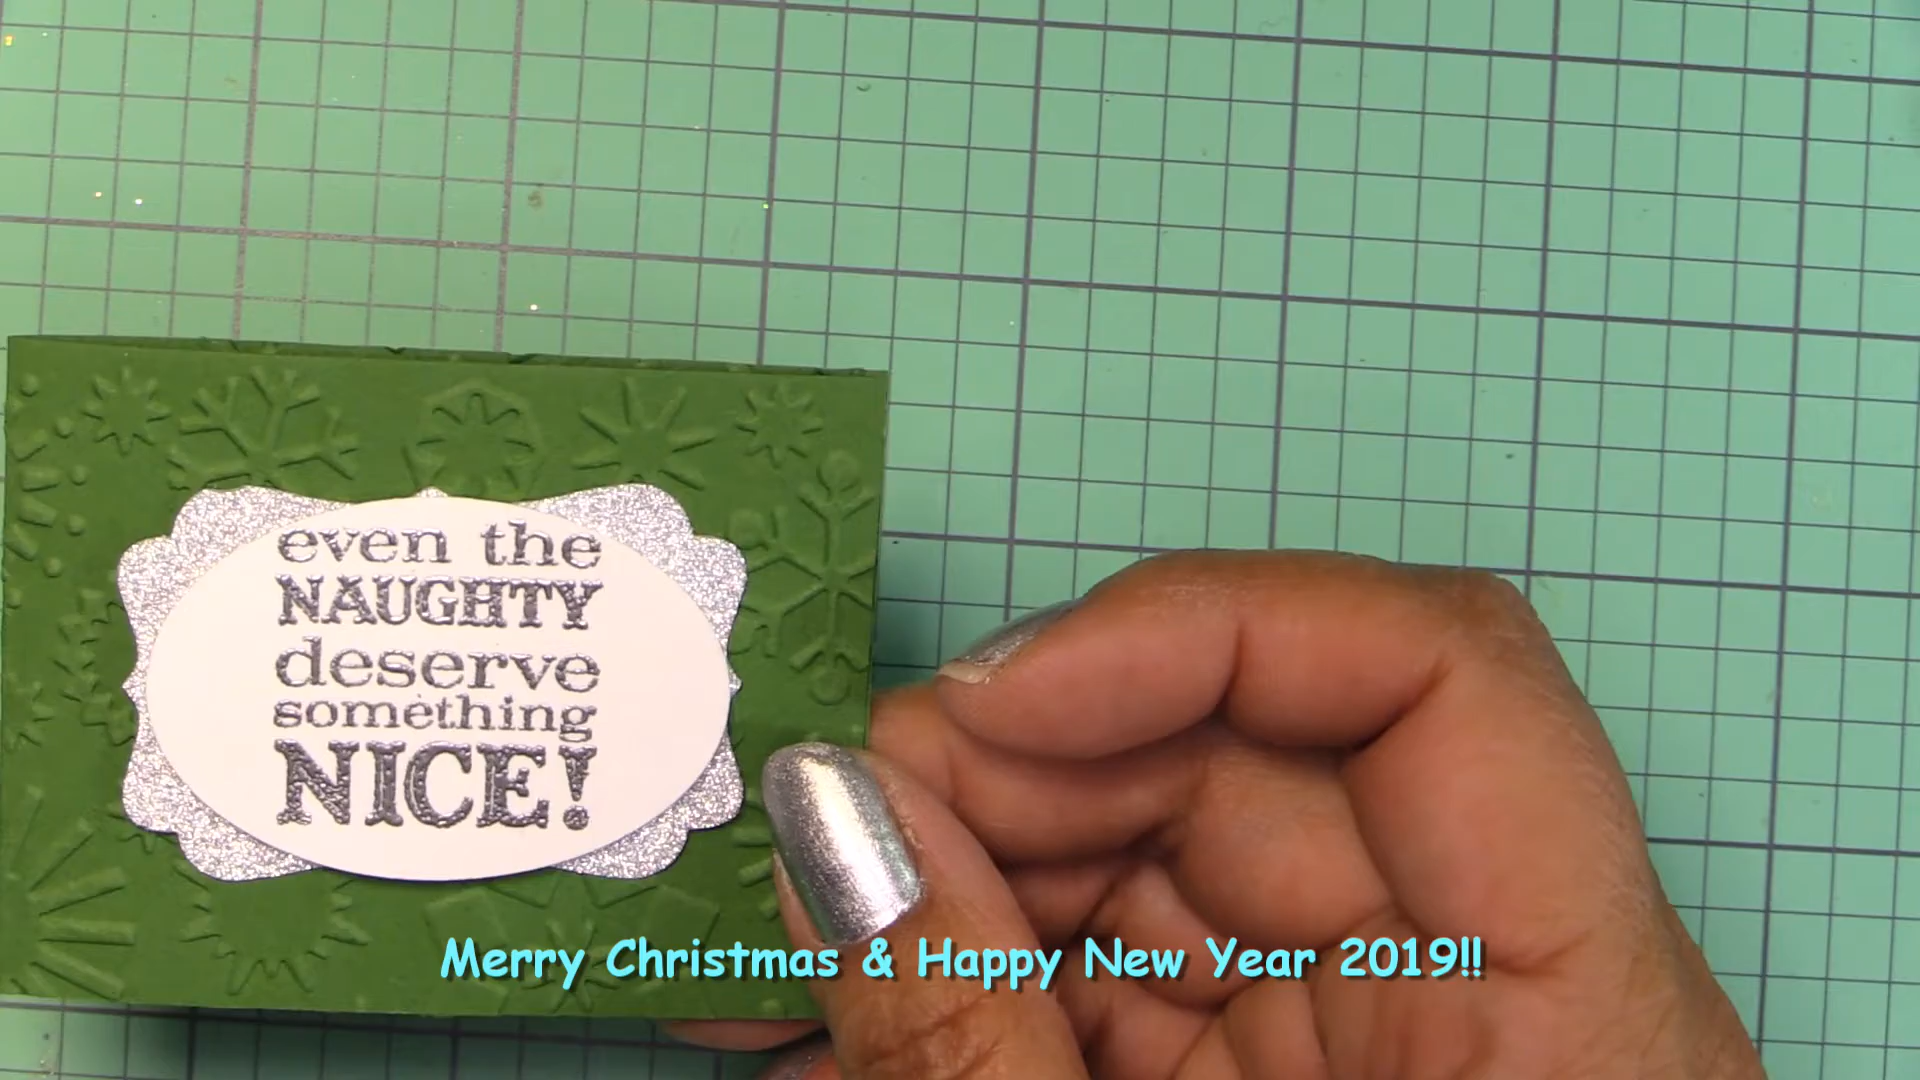 even the
NAUGHTY
deserve
something
NICE!
Merry Christmas & Happy New Year 2019!!